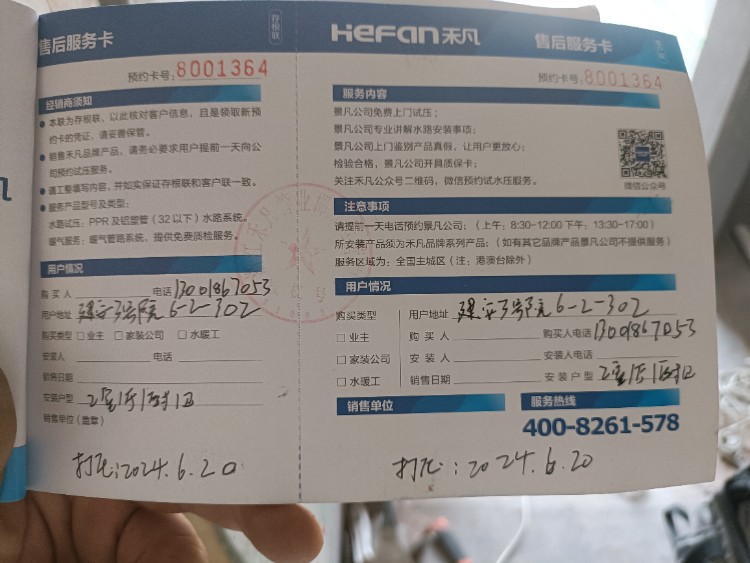 存根联
售后服务卡
预约卡号:8001364
经销商须知
本联为存根联、以此核对客户信息，且是领取新预
约卡的凭证，请妥善保管。
销售禾凡品牌产品，请务必要求用户提前一天向公
司预约试压服务。
请工整填写内容，并如实保证存根联和客户联一致。
服务产品型号及类型:
水路试压: PPR及铝塑管（32以下）水路系统。
暖气服务: 暖气管路系统，提供免费质检服务。
用户情况
购买人 电话 13001867053
用户地址 6-2-302
购买类型 业主 家装公司 水暖工
安装人 电话
销售日期
安装户型 2室1厅1厨1卫
销售单位（盖章）
打压:2024.6.20
HeFan禾凡 售后服务卡
预约卡号:8001364
服务内容
景凡公司免费上门试压;
景凡公司专业讲解水路安装事项;
景凡公司上门鉴别产品真假，让用户更放心;
检验合格，景凡公司开具质保卡;
关注禾凡公众号二维码，微信预约试水压服务。
微信公众号
注意事项
请提前一天电话预约景凡公司:（上午: 8:30-12:00 下午: 13:30-17:00）
所安装产品须为禾凡品牌系列产品:（如有其它品牌产品景凡公司不提供服务）
服务区域为: 全国主城区（注: 港澳台除外）
用户情况
购买类型 用户地址 6-2-302
业主 购买人 购买人电话
家装公司 安装人 安装人电话
水暖工 销售日期 安装户型 2室1厅1厨1卫
销售单位 服务热线
400-8261-578
打压:2024.6.20